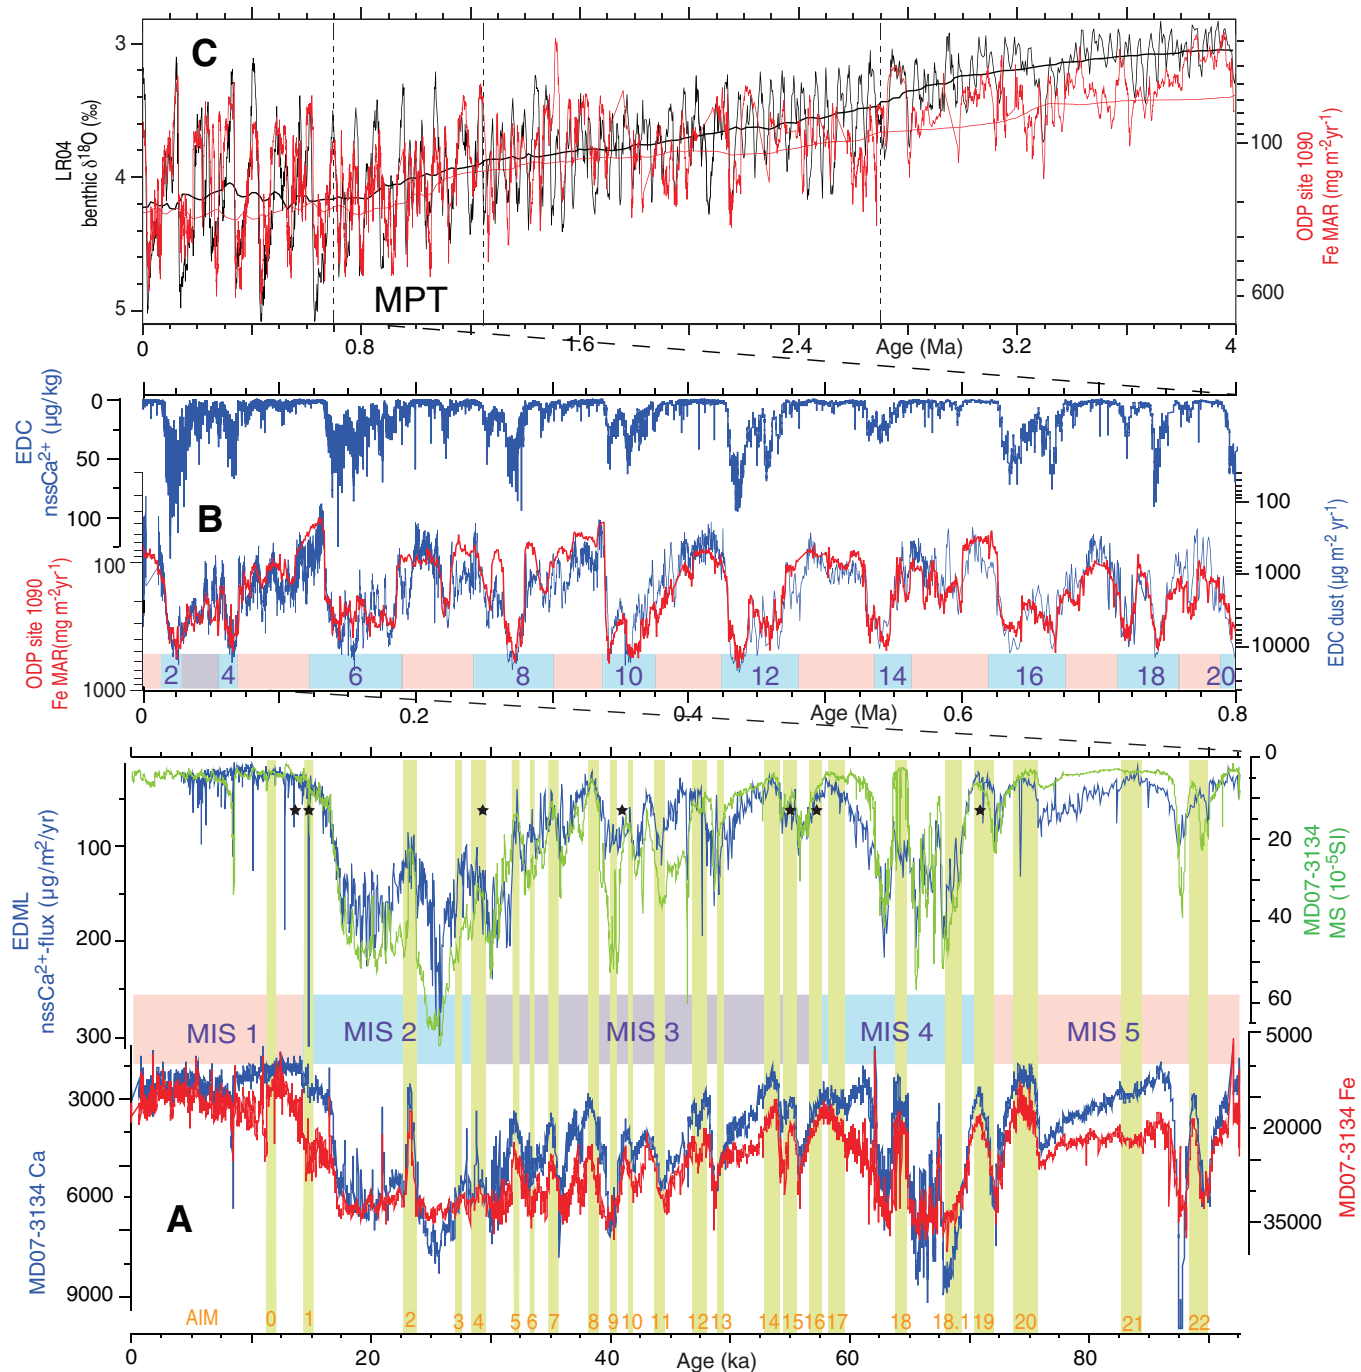 C
3
4
5
LR04
benthic δ18O (‰)
100
600
ODP site 1090
Fe MAR (mg m-2yr1)
MPT
0
0.8
1.6
2.4
Age (Ma)
3.2
4
B
0
50
100
EDC
nssCa2+ (µg/kg)
100
1000
ODP site 1090
Fe MAR(mg m-2yr1)
100
1000
10000
EDC dust (µg m-2 yr-1)
2
4
6
8
10
12
14
16
18
20
0
0.2
0.4
Age (Ma)
0.6
0.8
100
200
300
EDML
nssCa2+-flux (µg/m2/yr)
0
20
40
60
MD07-3134
MS (10-5SI)
MIS 1
MIS 2
MIS 3
MIS 4
MIS 5
A
3000
6000
9000
MD07-3134 Ca
5000
20000
35000
MD07-3134 Fe
AIM
0
1
2
3
4
5
6
7
8
9
10
11
12
13
14
15
16
17
18
18.1
19
20
21
22
0
20
40
Age (ka)
60
80